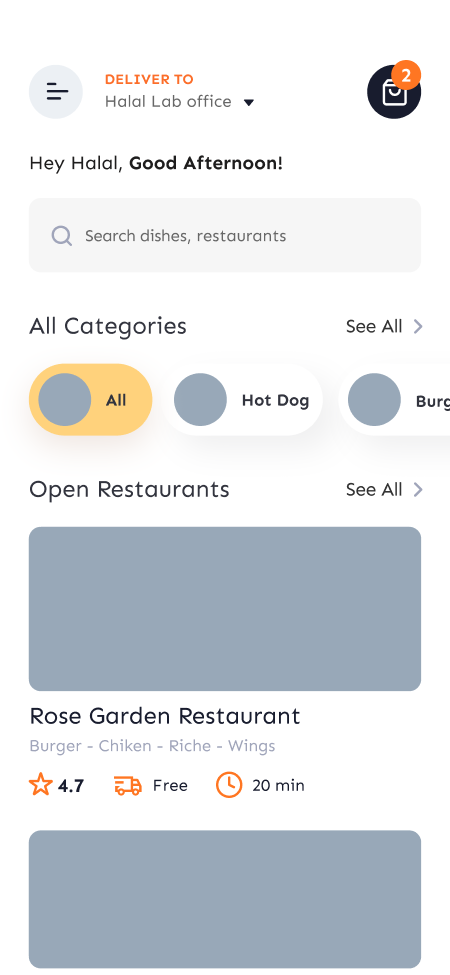 DELIVER TO
Halal Lab office
2
Hey Halal, Good Afternoon!
Search dishes, restaurants
All Categories
See All
All
Hot Dog
Burg
Open Restaurants
See All
Rose Garden Restaurant
Burger - Chiken - Riche - Wings
4.7
Free
20 min